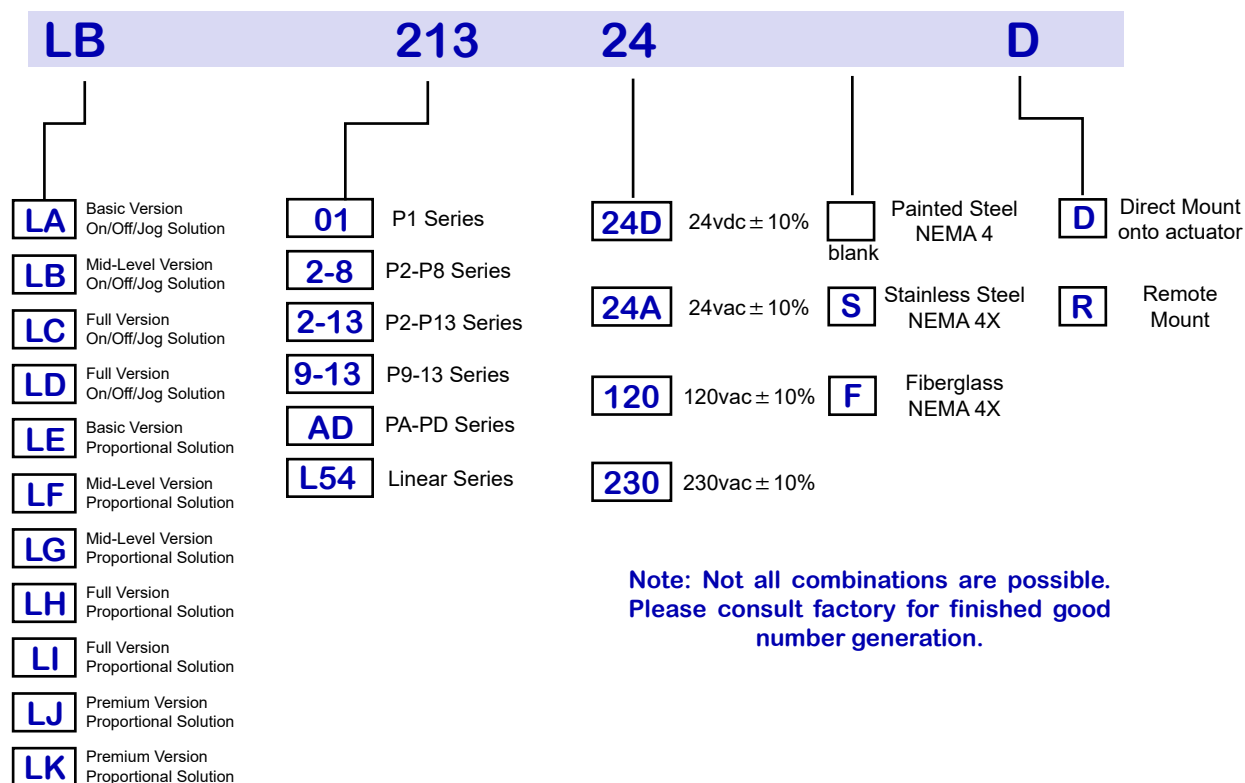 LB 213 24 D
LA
Basic Version
On/Off/Jog Solution
LB
Mid-Level Version
On/Off/Jog Solution
LC
Full Version
On/Off/Jog Solution
LD
Full Version
On/Off/Jog Solution
LE
Basic Version
Proportional Solution
LF
Mid-Level Version
Proportional Solution
LG
Mid-Level Version
Proportional Solution
LH
Full Version
Proportional Solution
LI
Full Version
Proportional Solution
LJ
Premium Version
Proportional Solution
LK
Premium Version
Proportional Solution
01 P1 Series
2-8 P2-P8 Series
2-13 P2-P13 Series
9-13 P9-13 Series
AD PA-PD Series
L54 Linear Series
24D 24vdc ± 10%
24A 24vac ± 10%
120 120vac ± 10%
230 230vac ± 10%
blank
Painted Steel
NEMA 4
S
Stainless Steel
NEMA 4X
F
Fiberglass
NEMA 4X
D
Direct Mount
onto actuator
R
Remote
Mount
Note: Not all combinations are possible.
Please consult factory for finished good
number generation.